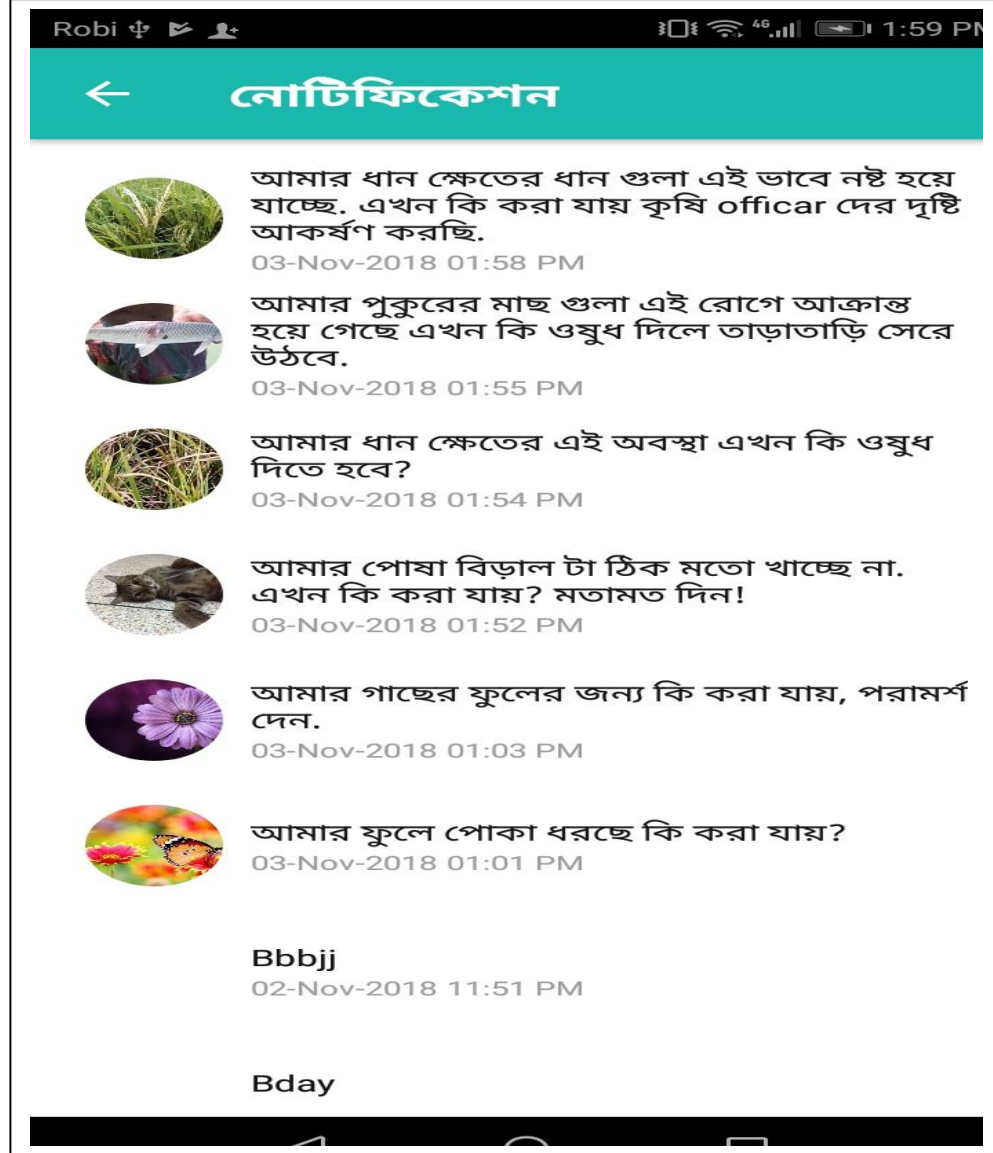 Robi 4G 1:59 PM
নোটিফিকেশন
আমার ধান ক্ষেতের ধান গুলা এই ভাবে নষ্ট হয়ে
যাচ্ছে. এখন কি করা যায় কৃষি officar দের দৃষ্টি
আকর্ষণ করছি.
03-Nov-2018 01:58 PM
আমার পুকুরের মাছ গুলা এই রোগে আক্রান্ত
হয়ে গেছে এখন কি ওষুধ দিলে তাড়াতাড়ি সেরে
উঠবে.
03-Nov-2018 01:55 PM
আমার ধান ক্ষেতের এই অবস্থা এখন কি ওষুধ
দিতে হবে?
03-Nov-2018 01:54 PM
আমার পোষা বিড়াল টা ঠিক মতো খাচ্ছে না.
এখন কি করা যায়? মতামত দিন!
03-Nov-2018 01:52 PM
আমার গাছের ফুলের জন্য কি করা যায়, পরামর্শ
দেন.
03-Nov-2018 01:03 PM
আমার ফুলে পোকা ধরছে কি করা যায়?
03-Nov-2018 01:01 PM
Bbbjj
02-Nov-2018 11:51 PM
Bday